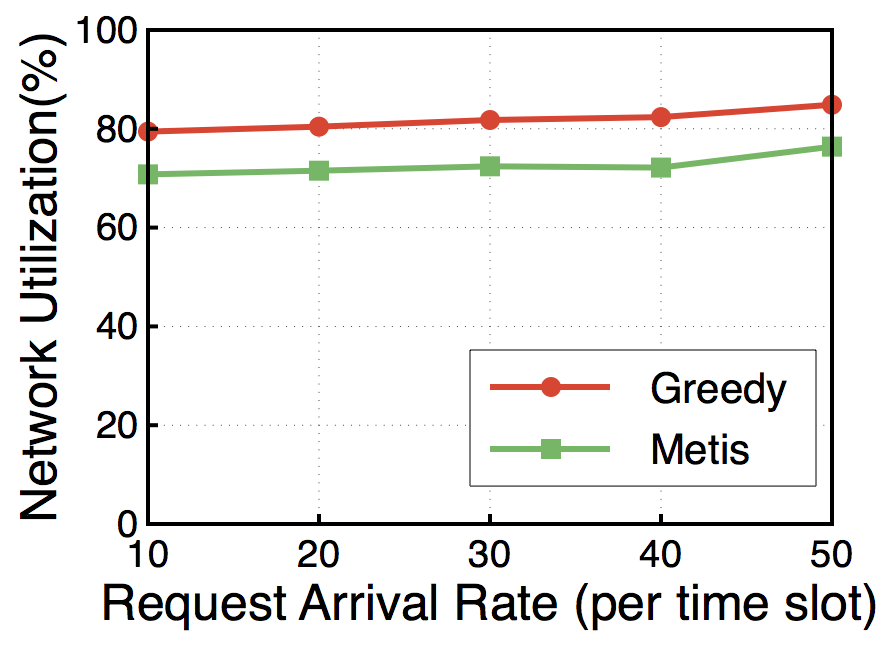 Network Utilization(%)
100
80
60
40
20
0
10 20 30 40 50
Request Arrival Rate (per time slot)
Greedy
Metis